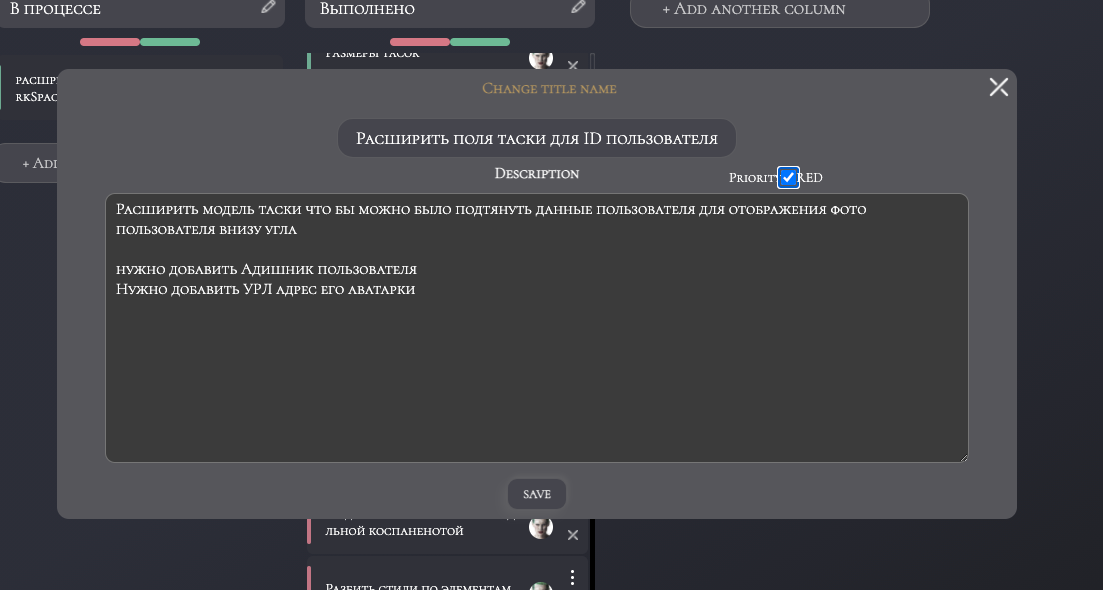 В процессе
Выполнено
+ Add another column
размеры тасок
расшир
rkSpac
+ Add
Change title name
Расширить поля таски для ID пользователя
Description
Priority RED
Расширить модель таски что бы можно было подтянуть данные пользователя для отображения фото
пользователя внизу угла
нужно добавить Адишник пользователя
Нужно добавить УРЛ адрес его аватарки
save
льной коспаненотой
Разбить стили по элементам